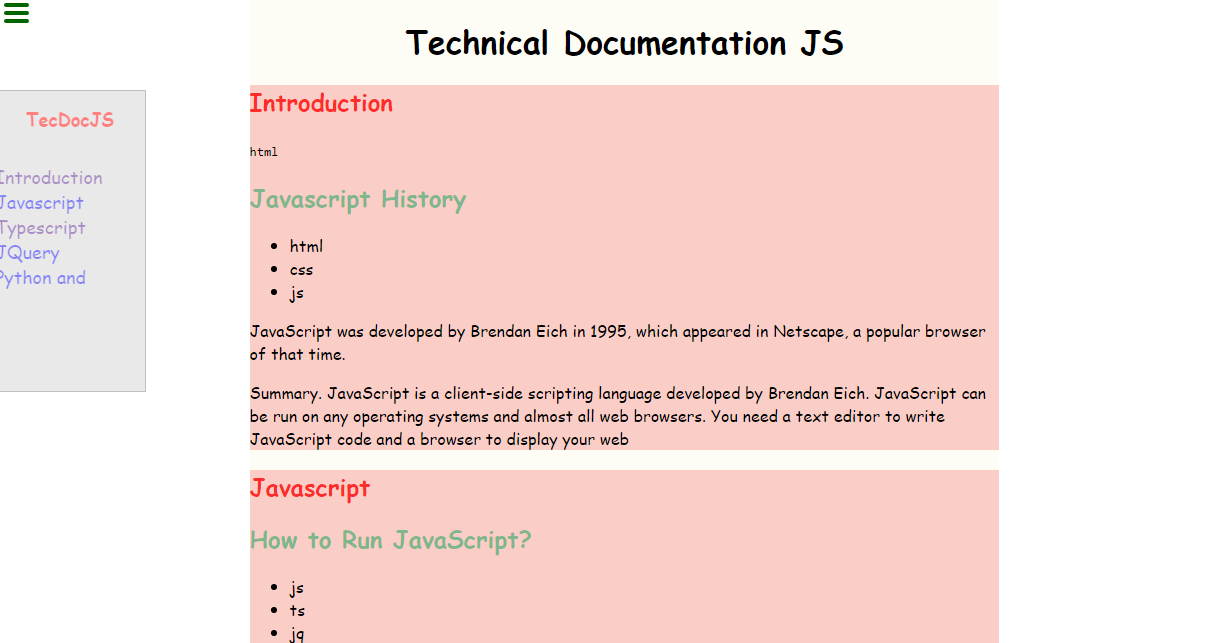 Technical Documentation JS
TecDocJS
Introduction
Javascript
Typescript
JQuery
Python and
Introduction
html
Javascript History
html
css
js
JavaScript was developed by Brendan Eich in 1995, which appeared in Netscape, a popular browser
of that time.
Summary. JavaScript is a client-side scripting language developed by Brendan Eich. JavaScript can
be run on any operating systems and almost all web browsers. You need a text editor to write
JavaScript code and a browser to display your web
Javascript
How to Run JavaScript?
js
ts
jq